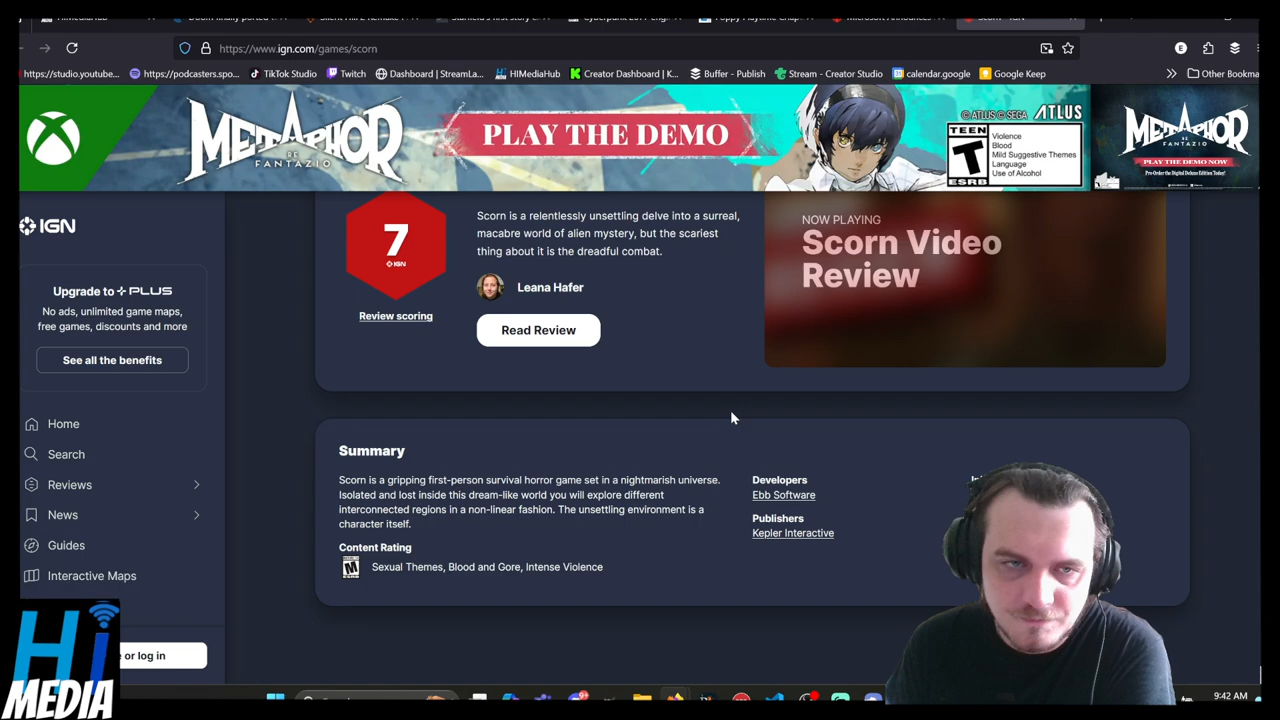 https://www.ign.com/games/scorn
E
https://studio.youtube...
https://podcasters.spo...
TikTok Studio
Twitch
Dashboard | StreamLa...
HIMediaHub
Creator Dashboard | K...
Buffer - Publish
Stream - Creator Studio
calendar.google
Google Keep
Other Bookma
METAPHOR
RE FANTAZIO
PLAY THE DEMO
© ATLUS © SEGA ATLUS
TEEN
T
ESRB
Violence
Blood
Mild Suggestive Themes
Language
Use of Alcohol
METAPHOR
PLAY THE DEMO NOW
Pre-Order the Digital Deluxe Edition Today!
IGN
Upgrade to PLUS
No ads, unlimited game maps,
free games, discounts and more
See all the benefits
Home
Search
Reviews
News
Guides
Interactive Maps
or log in
7
IGN
Review scoring
Scorn is a relentlessly unsettling delve into a surreal,
macabre world of alien mystery, but the scariest
thing about it is the dreadful combat.
Leana Hafer
Read Review
NOW PLAYING
Scorn Video
Review
Summary
Scorn is a gripping first-person survival horror game set in a nightmarish universe.
Isolated and lost inside this dream-like world you will explore different
interconnected regions in a non-linear fashion. The unsettling environment is a
character itself.
Content Rating
M
Sexual Themes, Blood and Gore, Intense Violence
Developers
Ebb Software
Publishers
Kepler Interactive
Hi
MEDIA
9:42 AM